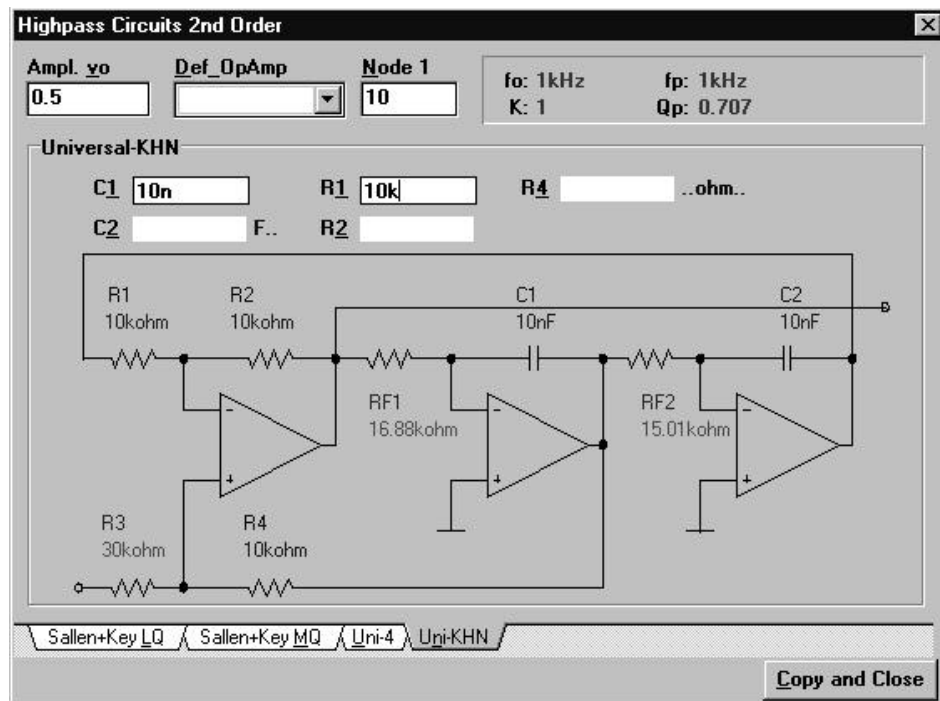 Highpass Circuits 2nd Order
Ampl. vo
Def_OpAmp
Node 1
0.5
10
fo: 1kHz
fp: 1kHz
K: 1
Qp: 0.707
Universal-KHN
C1 10n
R1 10k
R4
..ohm..
C2
F..
R2
R1
R2
C1
C2
10kohm
10kohm
10nF
10nF
RF1
RF2
16.88kohm
15.01kohm
R3
R4
30kohm
10kohm
Sallen+Key LQ
Sallen+Key MQ
Uni-4
Uni-KHN
Copy and Close